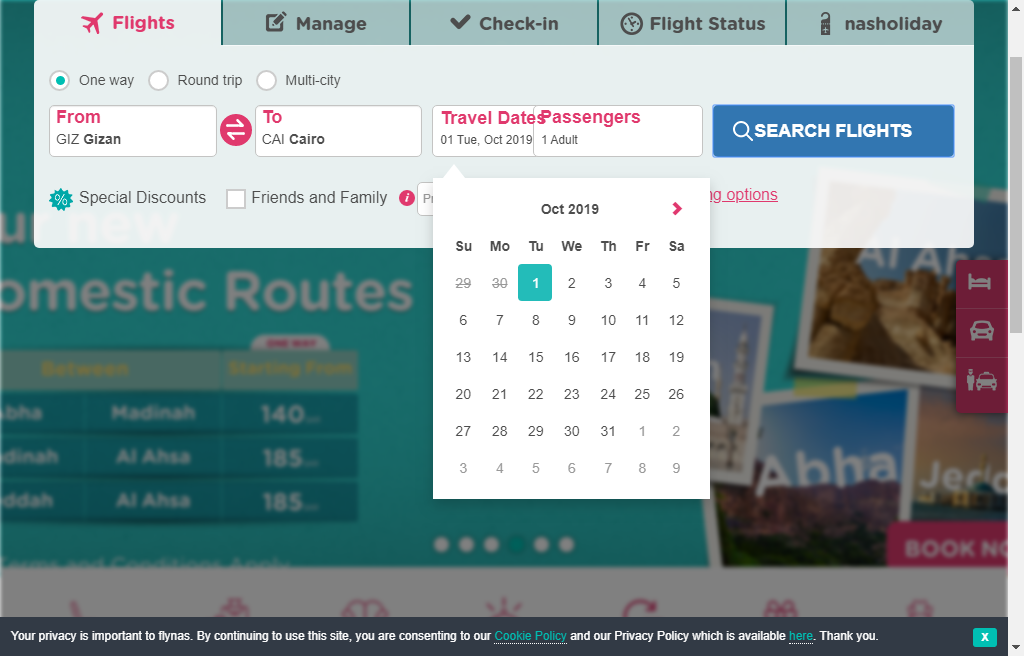 Flights
Manage
Check-in
Flight Status
nasholiday
One way
Round trip
Multi-city
From
GIZ Gizan
To
CAI Cairo
Travel Dates
01 Tue, Oct 2019
Passengers
1 Adult
SEARCH FLIGHTS
Special Discounts
Friends and Family
options
Oct 2019
Su Mo Tu We Th Fr Sa
29 30 1 2 3 4 5
6 7 8 9 10 11 12
13 14 15 16 17 18 19
20 21 22 23 24 25 26
27 28 29 30 31 1 2
3 4 5 6 7 8 9
ur new
omestic Routes
ONE WAY
Between
Starting From
Abha Madinah 140
dinah Al Ahsa 185
eddah Al Ahsa 185
Terms and Conditions Apply
Al Ahsa
Abha
Jedd
BOOK NO
Your privacy is important to flynas. By continuing to use this site, you are consenting to our Cookie Policy and our Privacy Policy which is available here. Thank you.
X